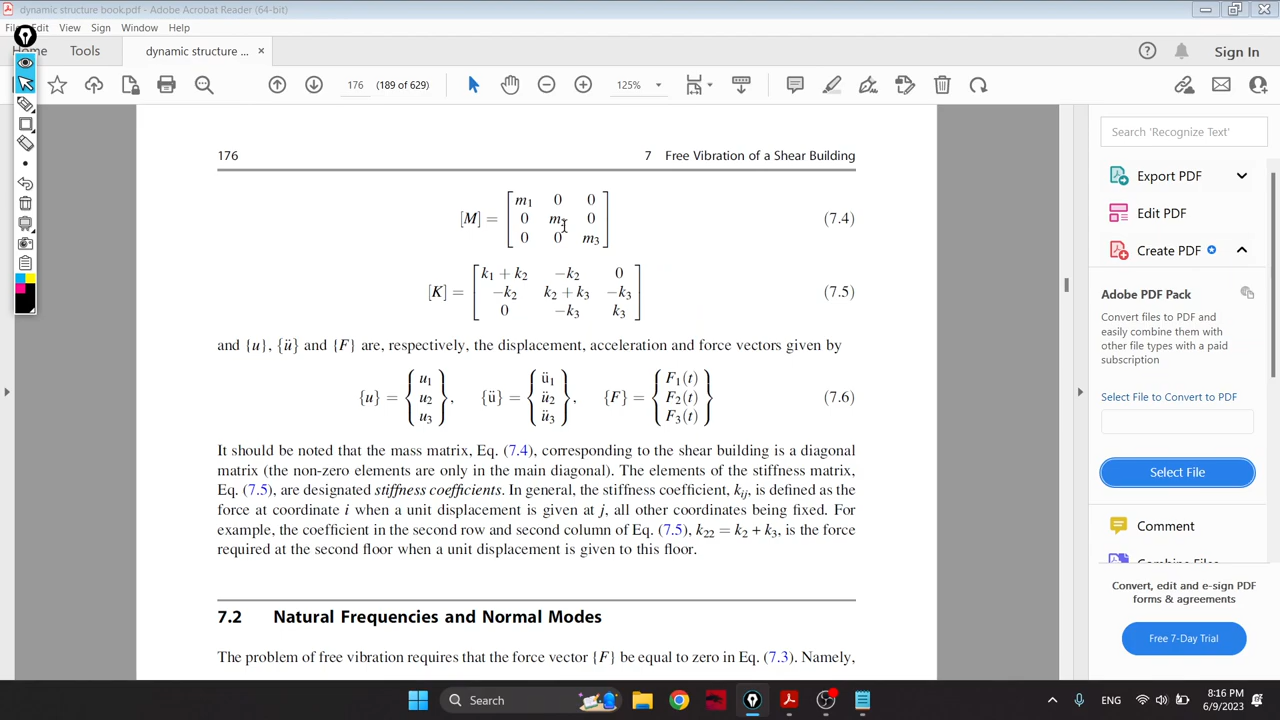 dynamic structure book.pdf - Adobe Acrobat Reader (64-bit)
Edit View Sign Window Help
Home Tools dynamic structure ... × Sign In
176 (189 of 629) 125%
Search 'Recognize Text'
Export PDF
Edit PDF
Create PDF
Adobe PDF Pack
Convert files to PDF and
easily combine them with
other file types with a paid
subscription
Select File to Convert to PDF
Select File
Comment
Combine Files
Convert, edit and e-sign PDF
forms & agreements
Free 7-Day Trial
176 7 Free Vibration of a Shear Building
m₁ 0 0
[M] = 0 m 0 (7.4)
0 0 m₃
k₁ + k₂ −k₂ 0
[K] = −k₂ k₂ + k₃ −k₃ (7.5)
0 −k₃ k₃
and {u}, {ü} and {F} are, respectively, the displacement, acceleration and force vectors given by
u₁ ü₁ F₁(t)
{u} = u₂ , {ü} = ü₂ , {F} = F₂(t) (7.6)
u₃ ü₃ F₃(t)
It should be noted that the mass matrix, Eq. (7.4), corresponding to the shear building is a diagonal
matrix (the non-zero elements are only in the main diagonal). The elements of the stiffness matrix,
Eq. (7.5), are designated stiffness coefficients. In general, the stiffness coefficient, kij, is defined as the
force at coordinate i when a unit displacement is given at j, all other coordinates being fixed. For
example, the coefficient in the second row and second column of Eq. (7.5), k₂₂ = k₂ + k₃, is the force
required at the second floor when a unit displacement is given to this floor.
7.2 Natural Frequencies and Normal Modes
The problem of free vibration requires that the force vector {F} be equal to zero in Eq. (7.3). Namely,
Search ENG 8:16 PM
6/9/2023